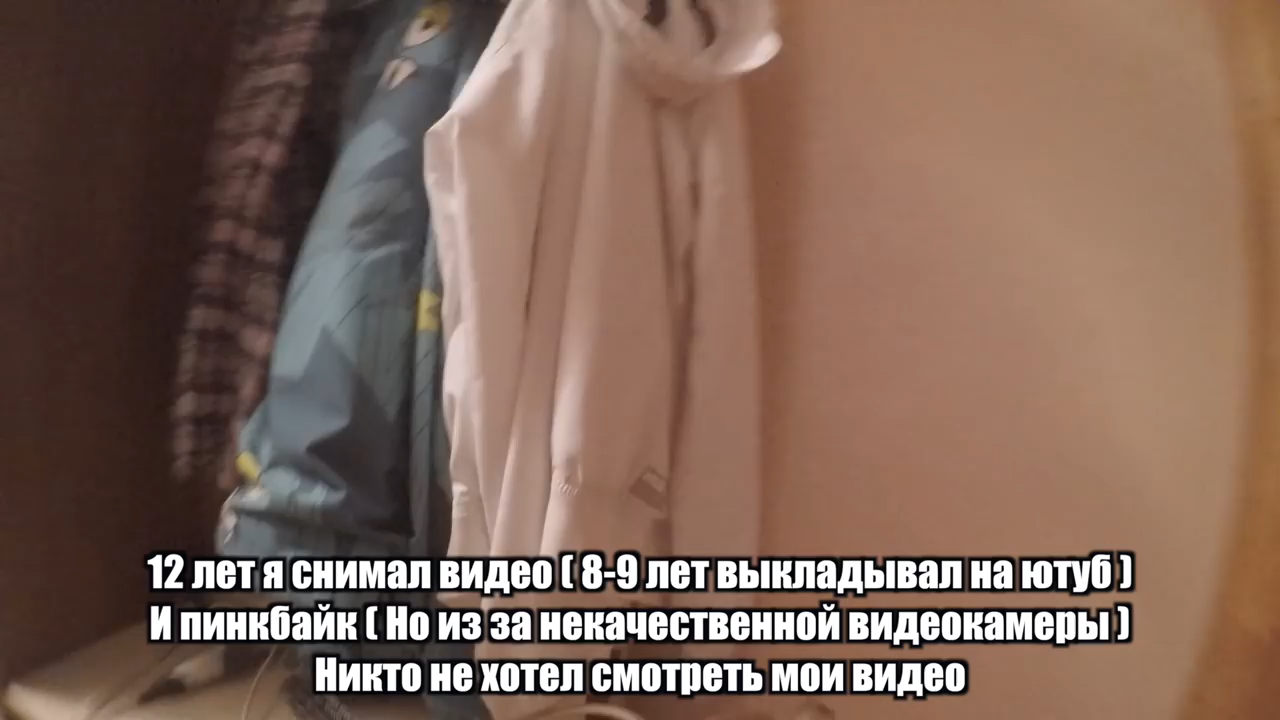 12 лет я снимал видео ( 8-9 лет выкладывал на ютуб )
И пинкбайк ( Но из за некачественной видеокамеры )
Никто не хотел смотреть мои видео